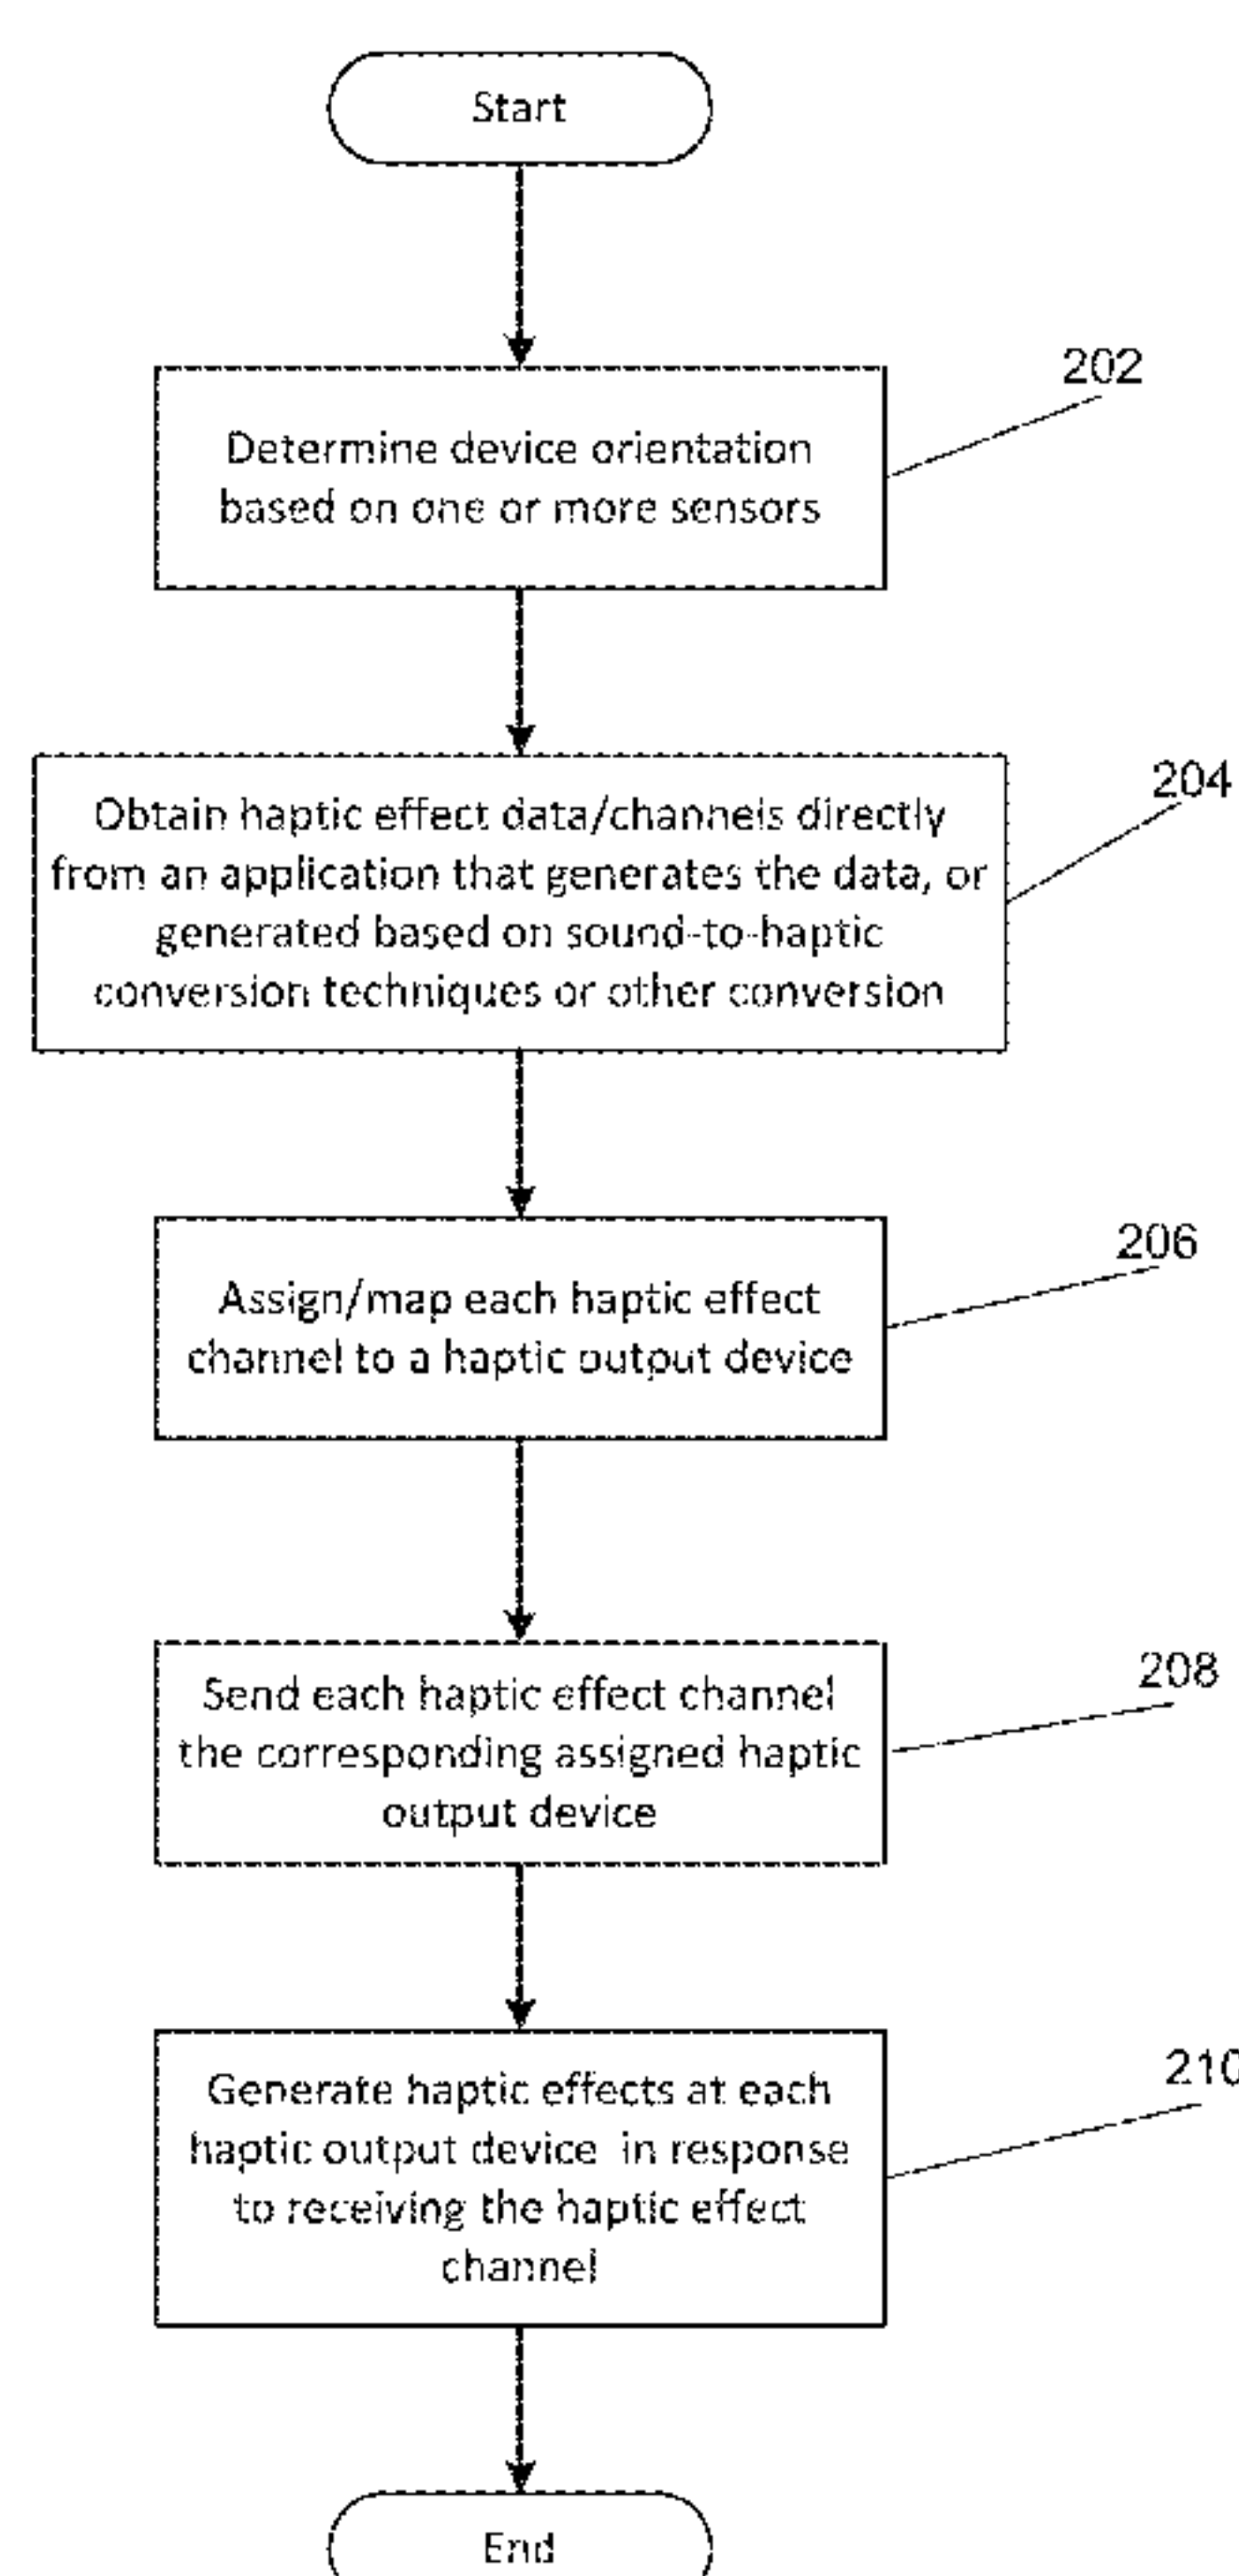 Start
202
Determine device orientation
based on one or more sensors
204
Obtain haptic effect data/channels directly
from an application that generates the data, or
generated based on sound-to-haptic
conversion techniques or other conversion
206
Assign/map each haptic effect
channel to a haptic output device
208
Send each haptic effect channel
the corresponding assigned haptic
output device
210
Generate haptic effects at each
haptic output device in response
to receiving the haptic effect
channel
End